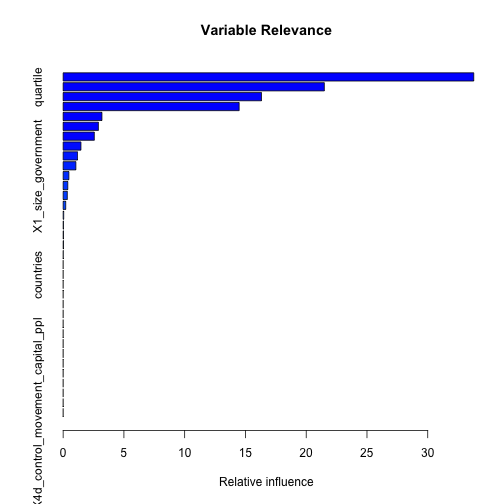 Variable Relevance
quartile
X1_size_government
countries
X4d_control_movement_capital_ppl
0 5 10 15 20 25 30
Relative influence